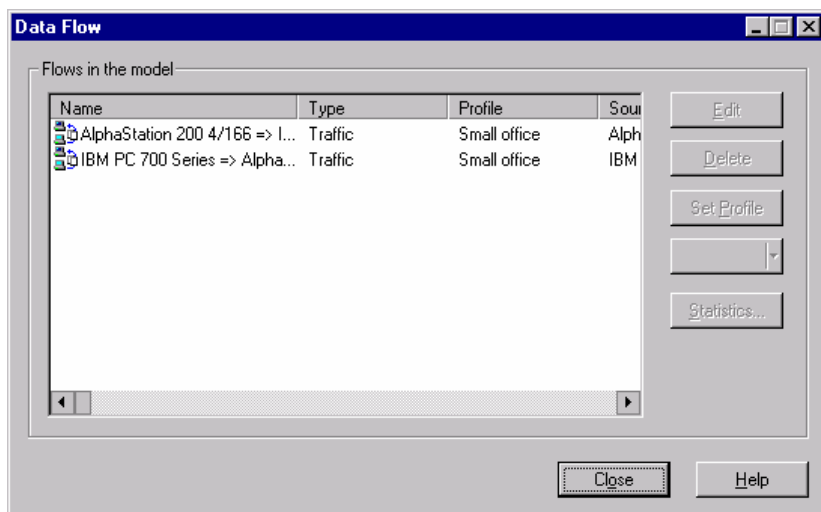 Data Flow
Flows in the model
Name Type Profile Sour
AlphaStation 200 4/166 => I... Traffic Small office Alph
IBM PC 700 Series => Alpha... Traffic Small office IBM
Edit
Delete
Set Profile
Statistics...
Close Help